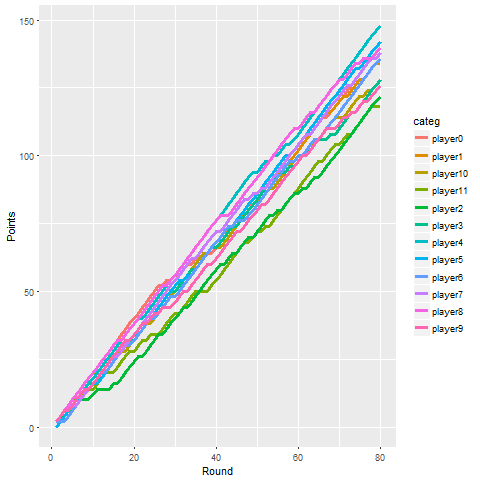 150
100
50
0
Points
0
20
40
60
80
Round
categ
player0
player1
player10
player11
player2
player3
player4
player5
player6
player7
player8
player9